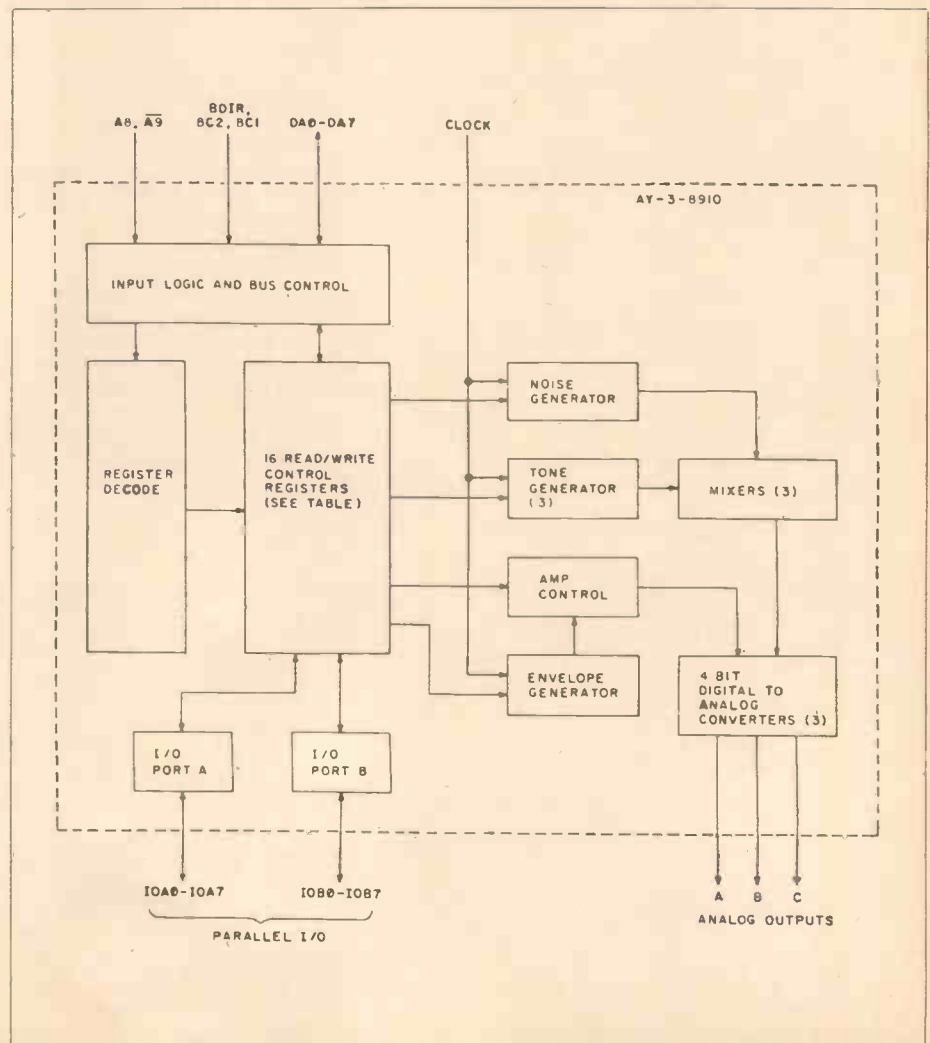 A8, A̅9̅
BDIR,
BC2, BC1
DA0-DA7
CLOCK
AY-3-8910
INPUT LOGIC AND BUS CONTROL
REGISTER
DECODE
16 READ/WRITE
CONTROL
REGISTERS
(SEE TABLE)
NOISE
GENERATOR
TONE
GENERATOR
(3)
MIXERS (3)
AMP
CONTROL
ENVELOPE
GENERATOR
4 BIT
DIGITAL TO
ANALOG
CONVERTERS (3)
I/O
PORT A
I/O
PORT B
IOA0-IOA7
IOB0-IOB7
PARALLEL I/O
A
B
C
ANALOG OUTPUTS